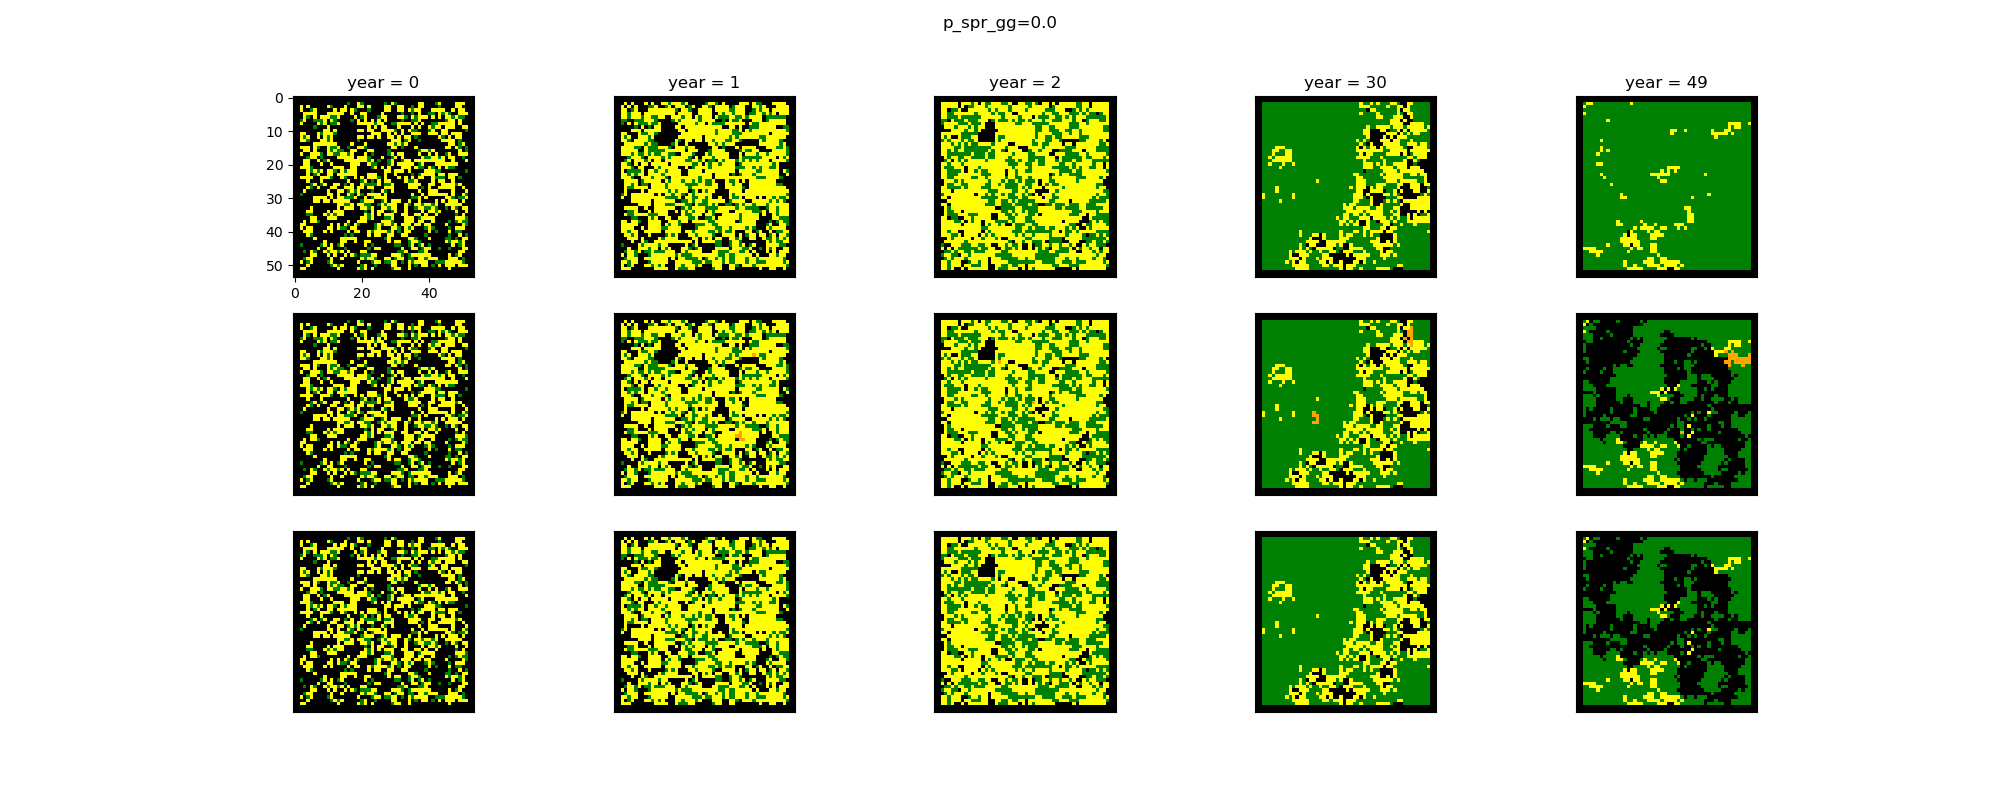 p_spr_gg=0.0
year = 0
year = 1
year = 2
year = 30
year = 49
0
10
20
30
40
50
0 20 40